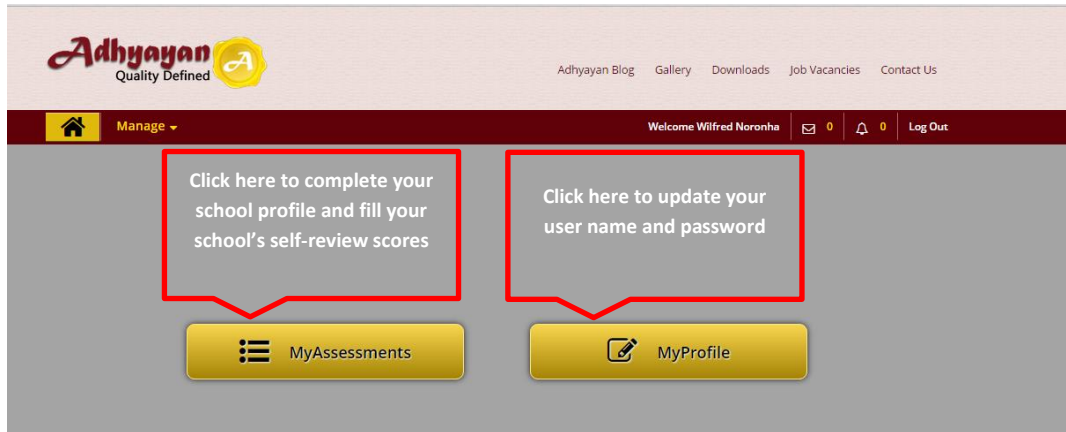 Adhyayan
Quality Defined
A
Adhyayan Blog Gallery Downloads Job Vacancies Contact Us
Manage
Welcome Wilfred Noronha 0 0 Log Out
Click here to complete your
school profile and fill your
school’s self-review scores
Click here to update your
user name and password
MyAssessments
MyProfile